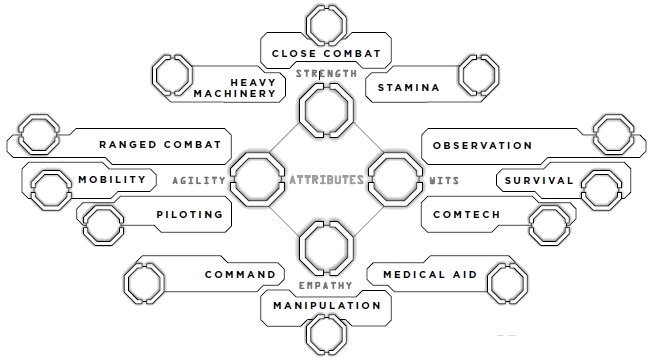 CLOSE COMBAT
STRENGTH
HEAVY
MACHINERY
STAMINA
RANGED COMBAT
OBSERVATION
MOBILITY
AGILITY
ATTRIBUTES
WITS
SURVIVAL
PILOTING
COMTECH
COMMAND
MEDICAL AID
EMPATHY
MANIPULATION